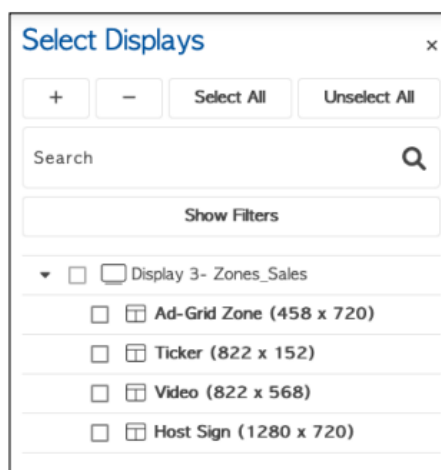 Select Displays ×
+ − Select All Unselect All
Search
Show Filters
Display 3- Zones_Sales
Ad-Grid Zone (458 x 720)
Ticker (822 x 152)
Video (822 x 568)
Host Sign (1280 x 720)